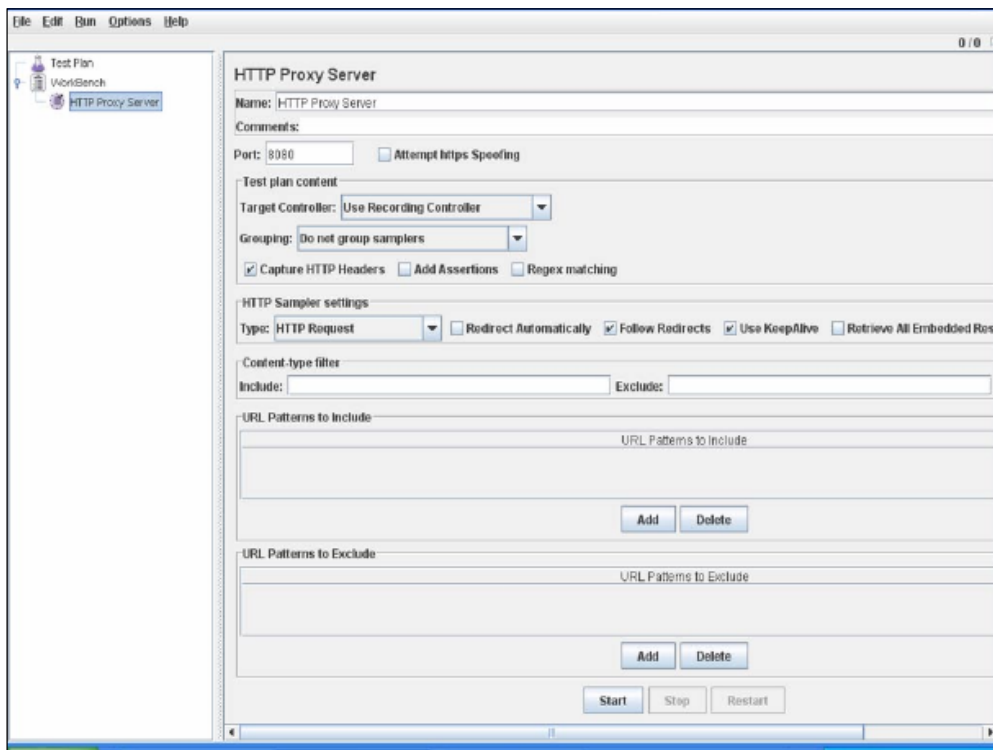 File Edit Run Options Help
0 / 0
Test Plan
WorkBench
HTTP Proxy Server
HTTP Proxy Server
Name: HTTP Proxy Server
Comments:
Port: 8080 Attempt https Spoofing
Test plan content
Target Controller: Use Recording Controller
Grouping: Do not group samplers
Capture HTTP Headers Add Assertions Regex matching
HTTP Sampler settings
Type: HTTP Request Redirect Automatically Follow Redirects Use KeepAlive Retrieve All Embedded Res
Content-type filter
Include: Exclude:
URL Patterns to Include
URL Patterns to Include
Add Delete
URL Patterns to Exclude
URL Patterns to Exclude
Add Delete
Start Stop Restart